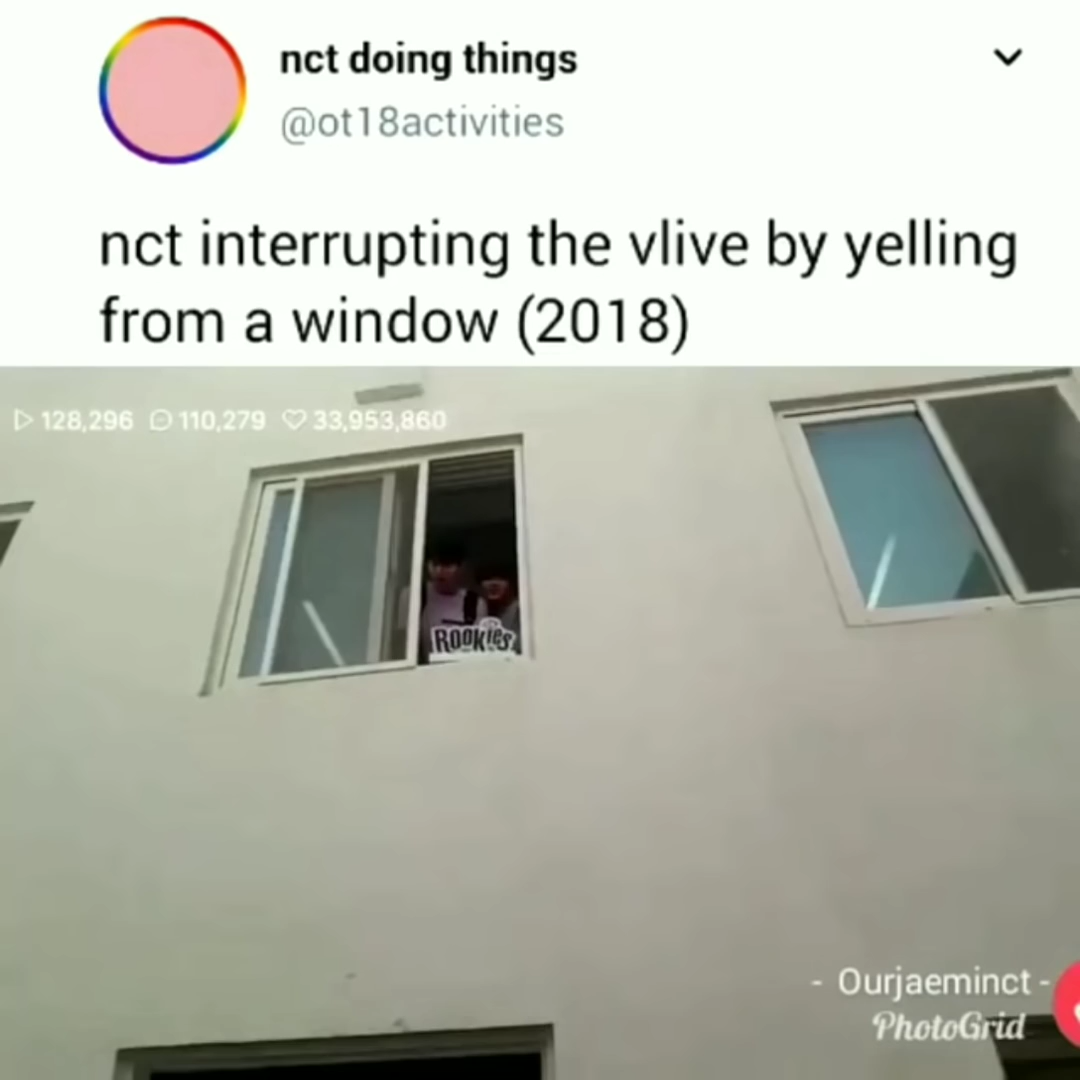 nct doing things
@ot18activities
nct interrupting the vlive by yelling
from a window (2018)
128,296 110,279 33,953,860
ROOKIES
- Ourjaeminct -
PhotoGrid